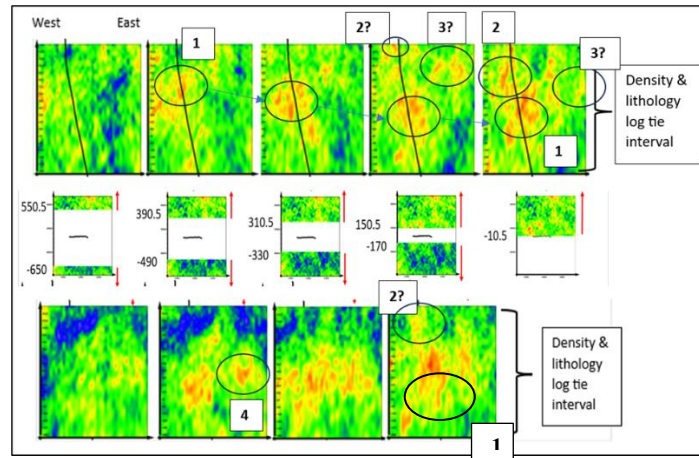 West East
1
2?
3?
2
3?
Density &
lithology
log tie
interval
1
550.5
-650
390.5
-490
310.5
-330
150.5
-170
-10.5
2?
4
Density &
lithology
log tie
interval
1